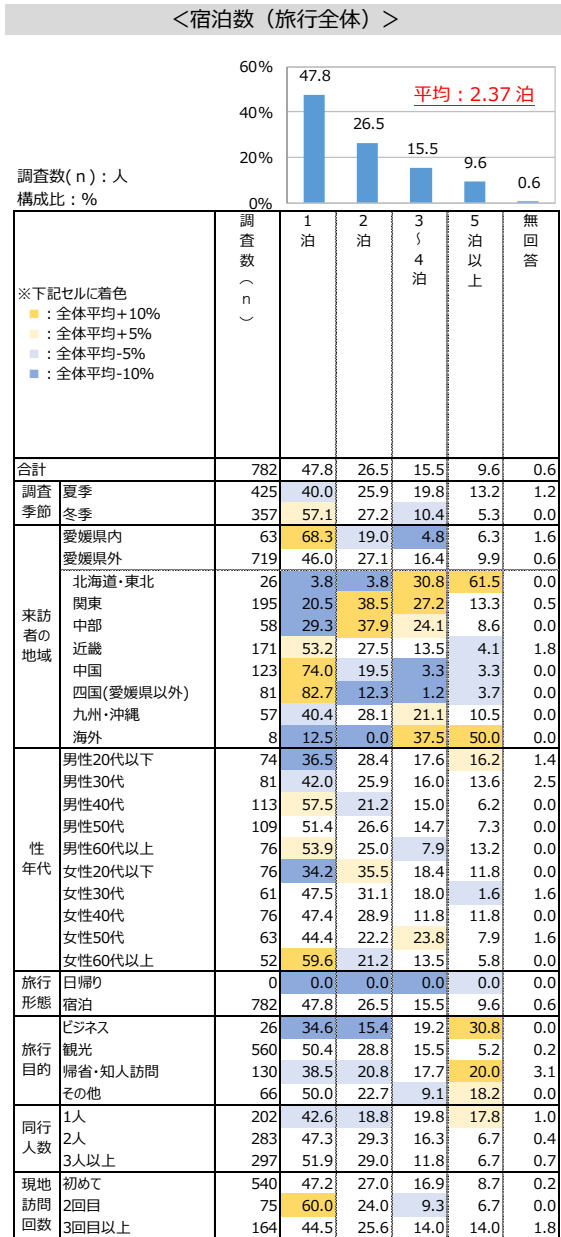 ＜宿泊数（旅行全体）＞
60%
40%
20%
0%
47.8
26.5
15.5
9.6
0.6
平均：2.37 泊
調査数(ｎ)：人
構成比：%
※下記セルに着色
■：全体平均+10%
■：全体平均+5%
■：全体平均-5%
■：全体平均-10%
調査数（ｎ） 1泊 2泊 3～4泊 5泊以上 無回答
合計 782 47.8 26.5 15.5 9.6 0.6
調査季節
夏季 425 40.0 25.9 19.8 13.2 1.2
冬季 357 57.1 27.2 10.4 5.3 0.0
来訪者の地域
愛媛県内 63 68.3 19.0 4.8 6.3 1.6
愛媛県外 719 46.0 27.1 16.4 9.9 0.6
北海道・東北 26 3.8 3.8 30.8 61.5 0.0
関東 195 20.5 38.5 27.2 13.3 0.5
中部 58 29.3 37.9 24.1 8.6 0.0
近畿 171 53.2 27.5 13.5 4.1 1.8
中国 123 74.0 19.5 3.3 3.3 0.0
四国(愛媛県以外) 81 82.7 12.3 1.2 3.7 0.0
九州・沖縄 57 40.4 28.1 21.1 10.5 0.0
海外 8 12.5 0.0 37.5 50.0 0.0
性年代
男性20代以下 74 36.5 28.4 17.6 16.2 1.4
男性30代 81 42.0 25.9 16.0 13.6 2.5
男性40代 113 57.5 21.2 15.0 6.2 0.0
男性50代 109 51.4 26.6 14.7 7.3 0.0
男性60代以上 76 53.9 25.0 7.9 13.2 0.0
女性20代以下 76 34.2 35.5 18.4 11.8 0.0
女性30代 61 47.5 31.1 18.0 1.6 1.6
女性40代 76 47.4 28.9 11.8 11.8 0.0
女性50代 63 44.4 22.2 23.8 7.9 1.6
女性60代以上 52 59.6 21.2 13.5 5.8 0.0
旅行形態
日帰り 0 0.0 0.0 0.0 0.0 0.0
宿泊 782 47.8 26.5 15.5 9.6 0.6
旅行目的
ビジネス 26 34.6 15.4 19.2 30.8 0.0
観光 560 50.4 28.8 15.5 5.2 0.2
帰省・知人訪問 130 38.5 20.8 17.7 20.0 3.1
その他 66 50.0 22.7 9.1 18.2 0.0
同行人数
1人 202 42.6 18.8 19.8 17.8 1.0
2人 283 47.3 29.3 16.3 6.7 0.4
3人以上 297 51.9 29.0 11.8 6.7 0.7
現地訪問回数
初めて 540 47.2 27.0 16.9 8.7 0.2
2回目 75 60.0 24.0 9.3 6.7 0.0
3回目以上 164 44.5 25.6 14.0 14.0 1.8